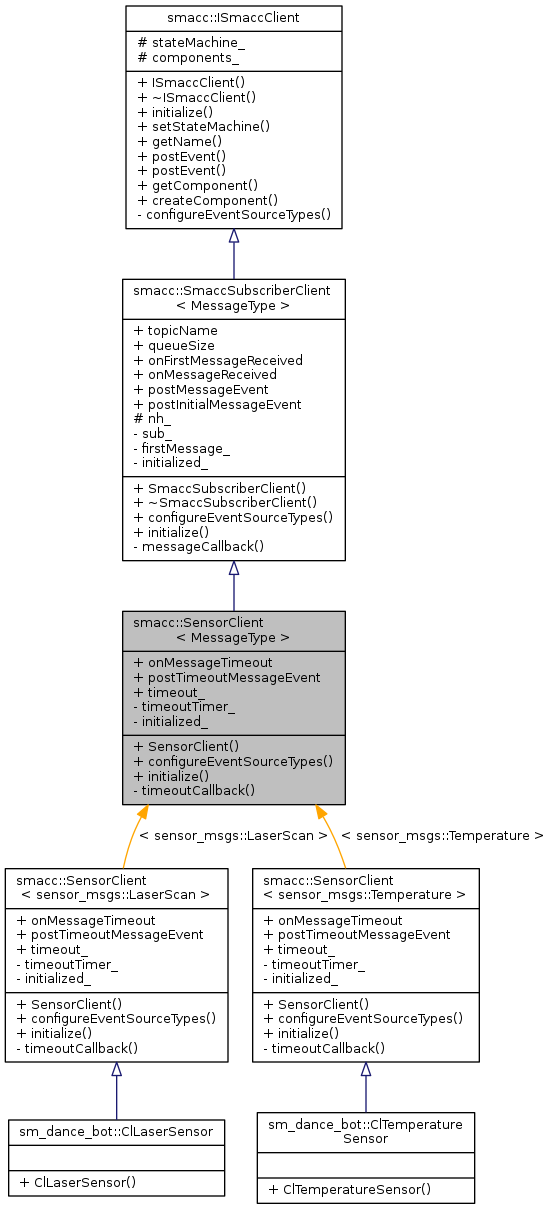 smacc::ISmaccClient
# stateMachine_
# components_
+ ISmaccClient()
+ ~ISmaccClient()
+ initialize()
+ setStateMachine()
+ getName()
+ postEvent()
+ postEvent()
+ getComponent()
+ createComponent()
- configureEventSourceTypes()
smacc::SmaccSubscriberClient
< MessageType >
+ topicName
+ queueSize
+ onFirstMessageReceived
+ onMessageReceived
+ postMessageEvent
+ postInitialMessageEvent
# nh_
- sub_
- firstMessage_
- initialized_
+ SmaccSubscriberClient()
+ ~SmaccSubscriberClient()
+ configureEventSourceTypes()
+ initialize()
- messageCallback()
smacc::SensorClient
< MessageType >
+ onMessageTimeout
+ postTimeoutMessageEvent
+ timeout_
- timeoutTimer_
- initialized_
+ SensorClient()
+ configureEventSourceTypes()
+ initialize()
- timeoutCallback()
< sensor_msgs::LaserScan >
< sensor_msgs::Temperature >
smacc::SensorClient
< sensor_msgs::LaserScan >
+ onMessageTimeout
+ postTimeoutMessageEvent
+ timeout_
- timeoutTimer_
- initialized_
+ SensorClient()
+ configureEventSourceTypes()
+ initialize()
- timeoutCallback()
smacc::SensorClient
< sensor_msgs::Temperature >
+ onMessageTimeout
+ postTimeoutMessageEvent
+ timeout_
- timeoutTimer_
- initialized_
+ SensorClient()
+ configureEventSourceTypes()
+ initialize()
- timeoutCallback()
sm_dance_bot::ClLaserSensor
+ ClLaserSensor()
sm_dance_bot::ClTemperature
Sensor
+ ClTemperatureSensor()